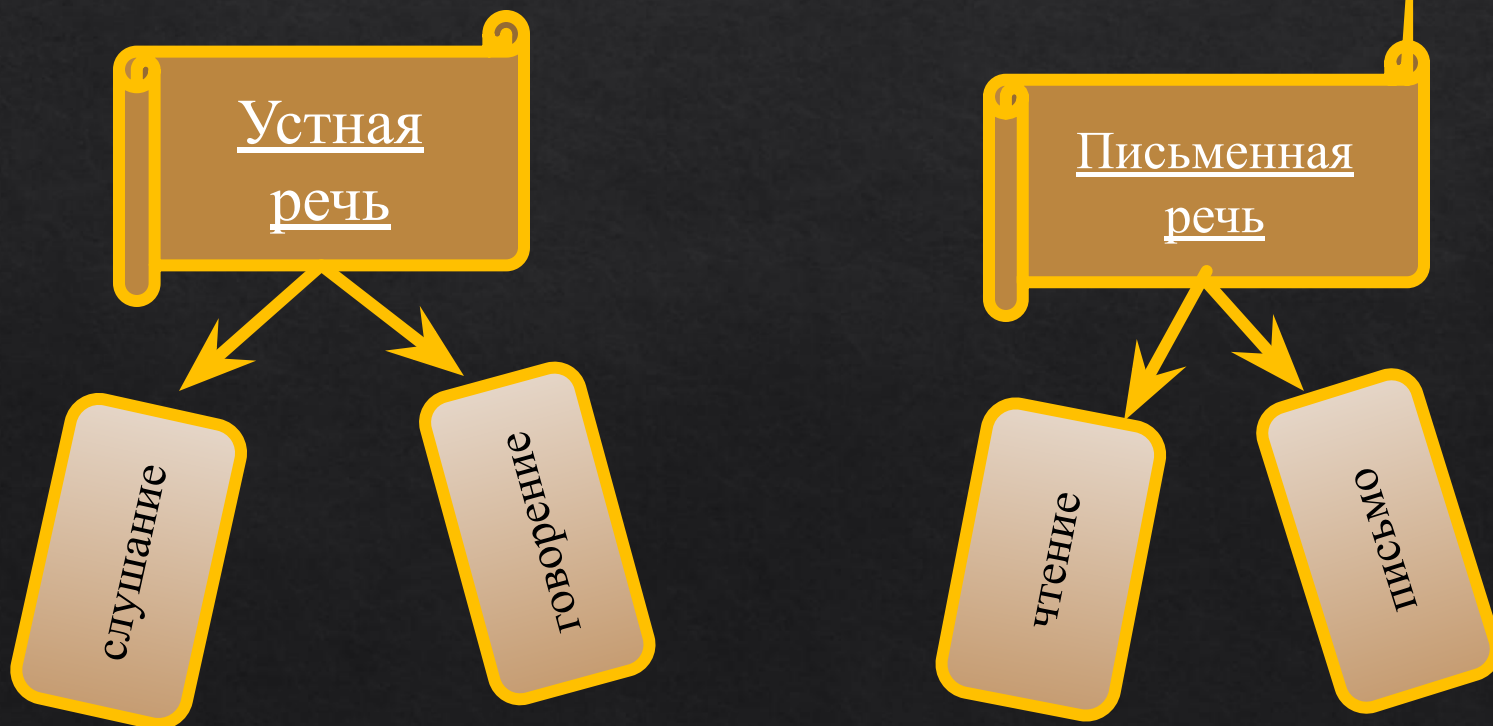 Устная
речь
Письменная
речь
слушание
говорение
чтение
письмо